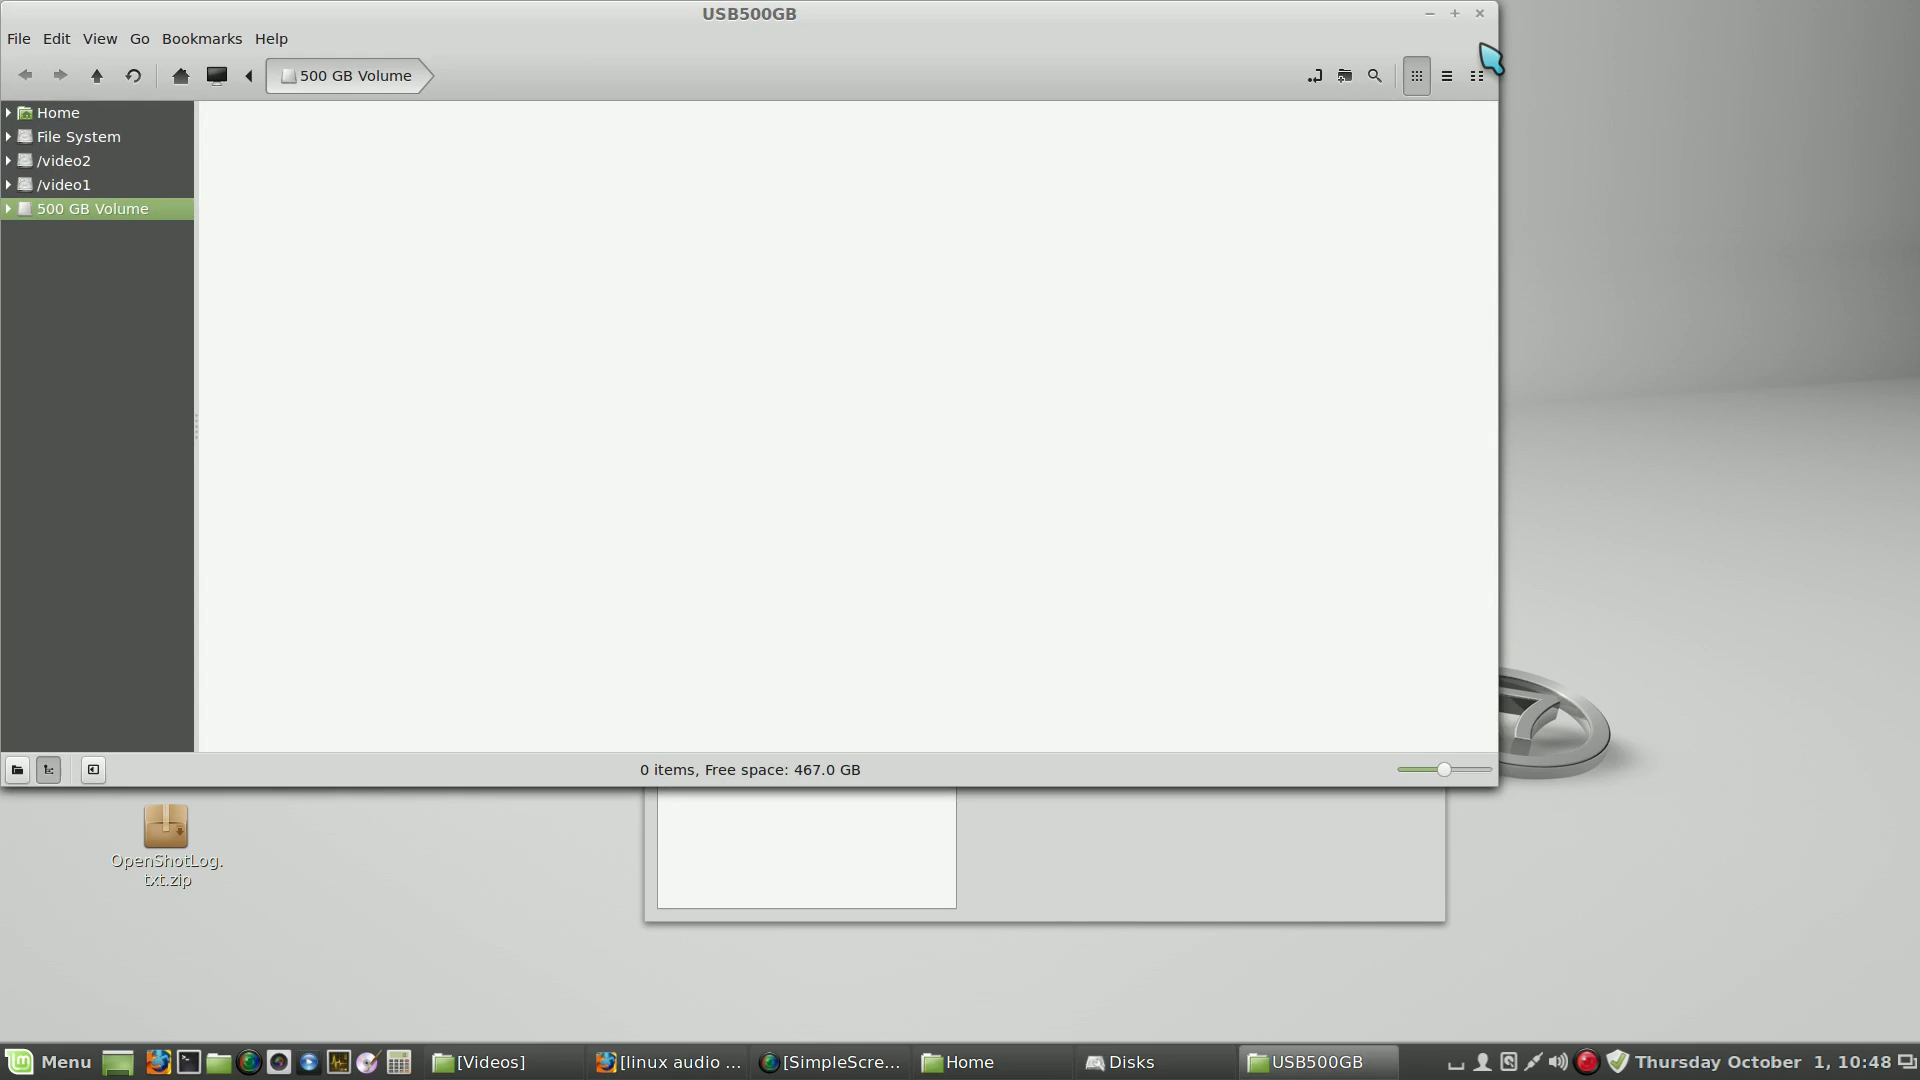 USB500GB
File Edit View Go Bookmarks Help
500 GB Volume
Home
File System
/video2
/video1
500 GB Volume
0 items, Free space: 467.0 GB
OpenShotLog.
txt.zip
Menu [Videos] [linux audio ... [SimpleScre... Home Disks USB500GB Thursday October 1, 10:48